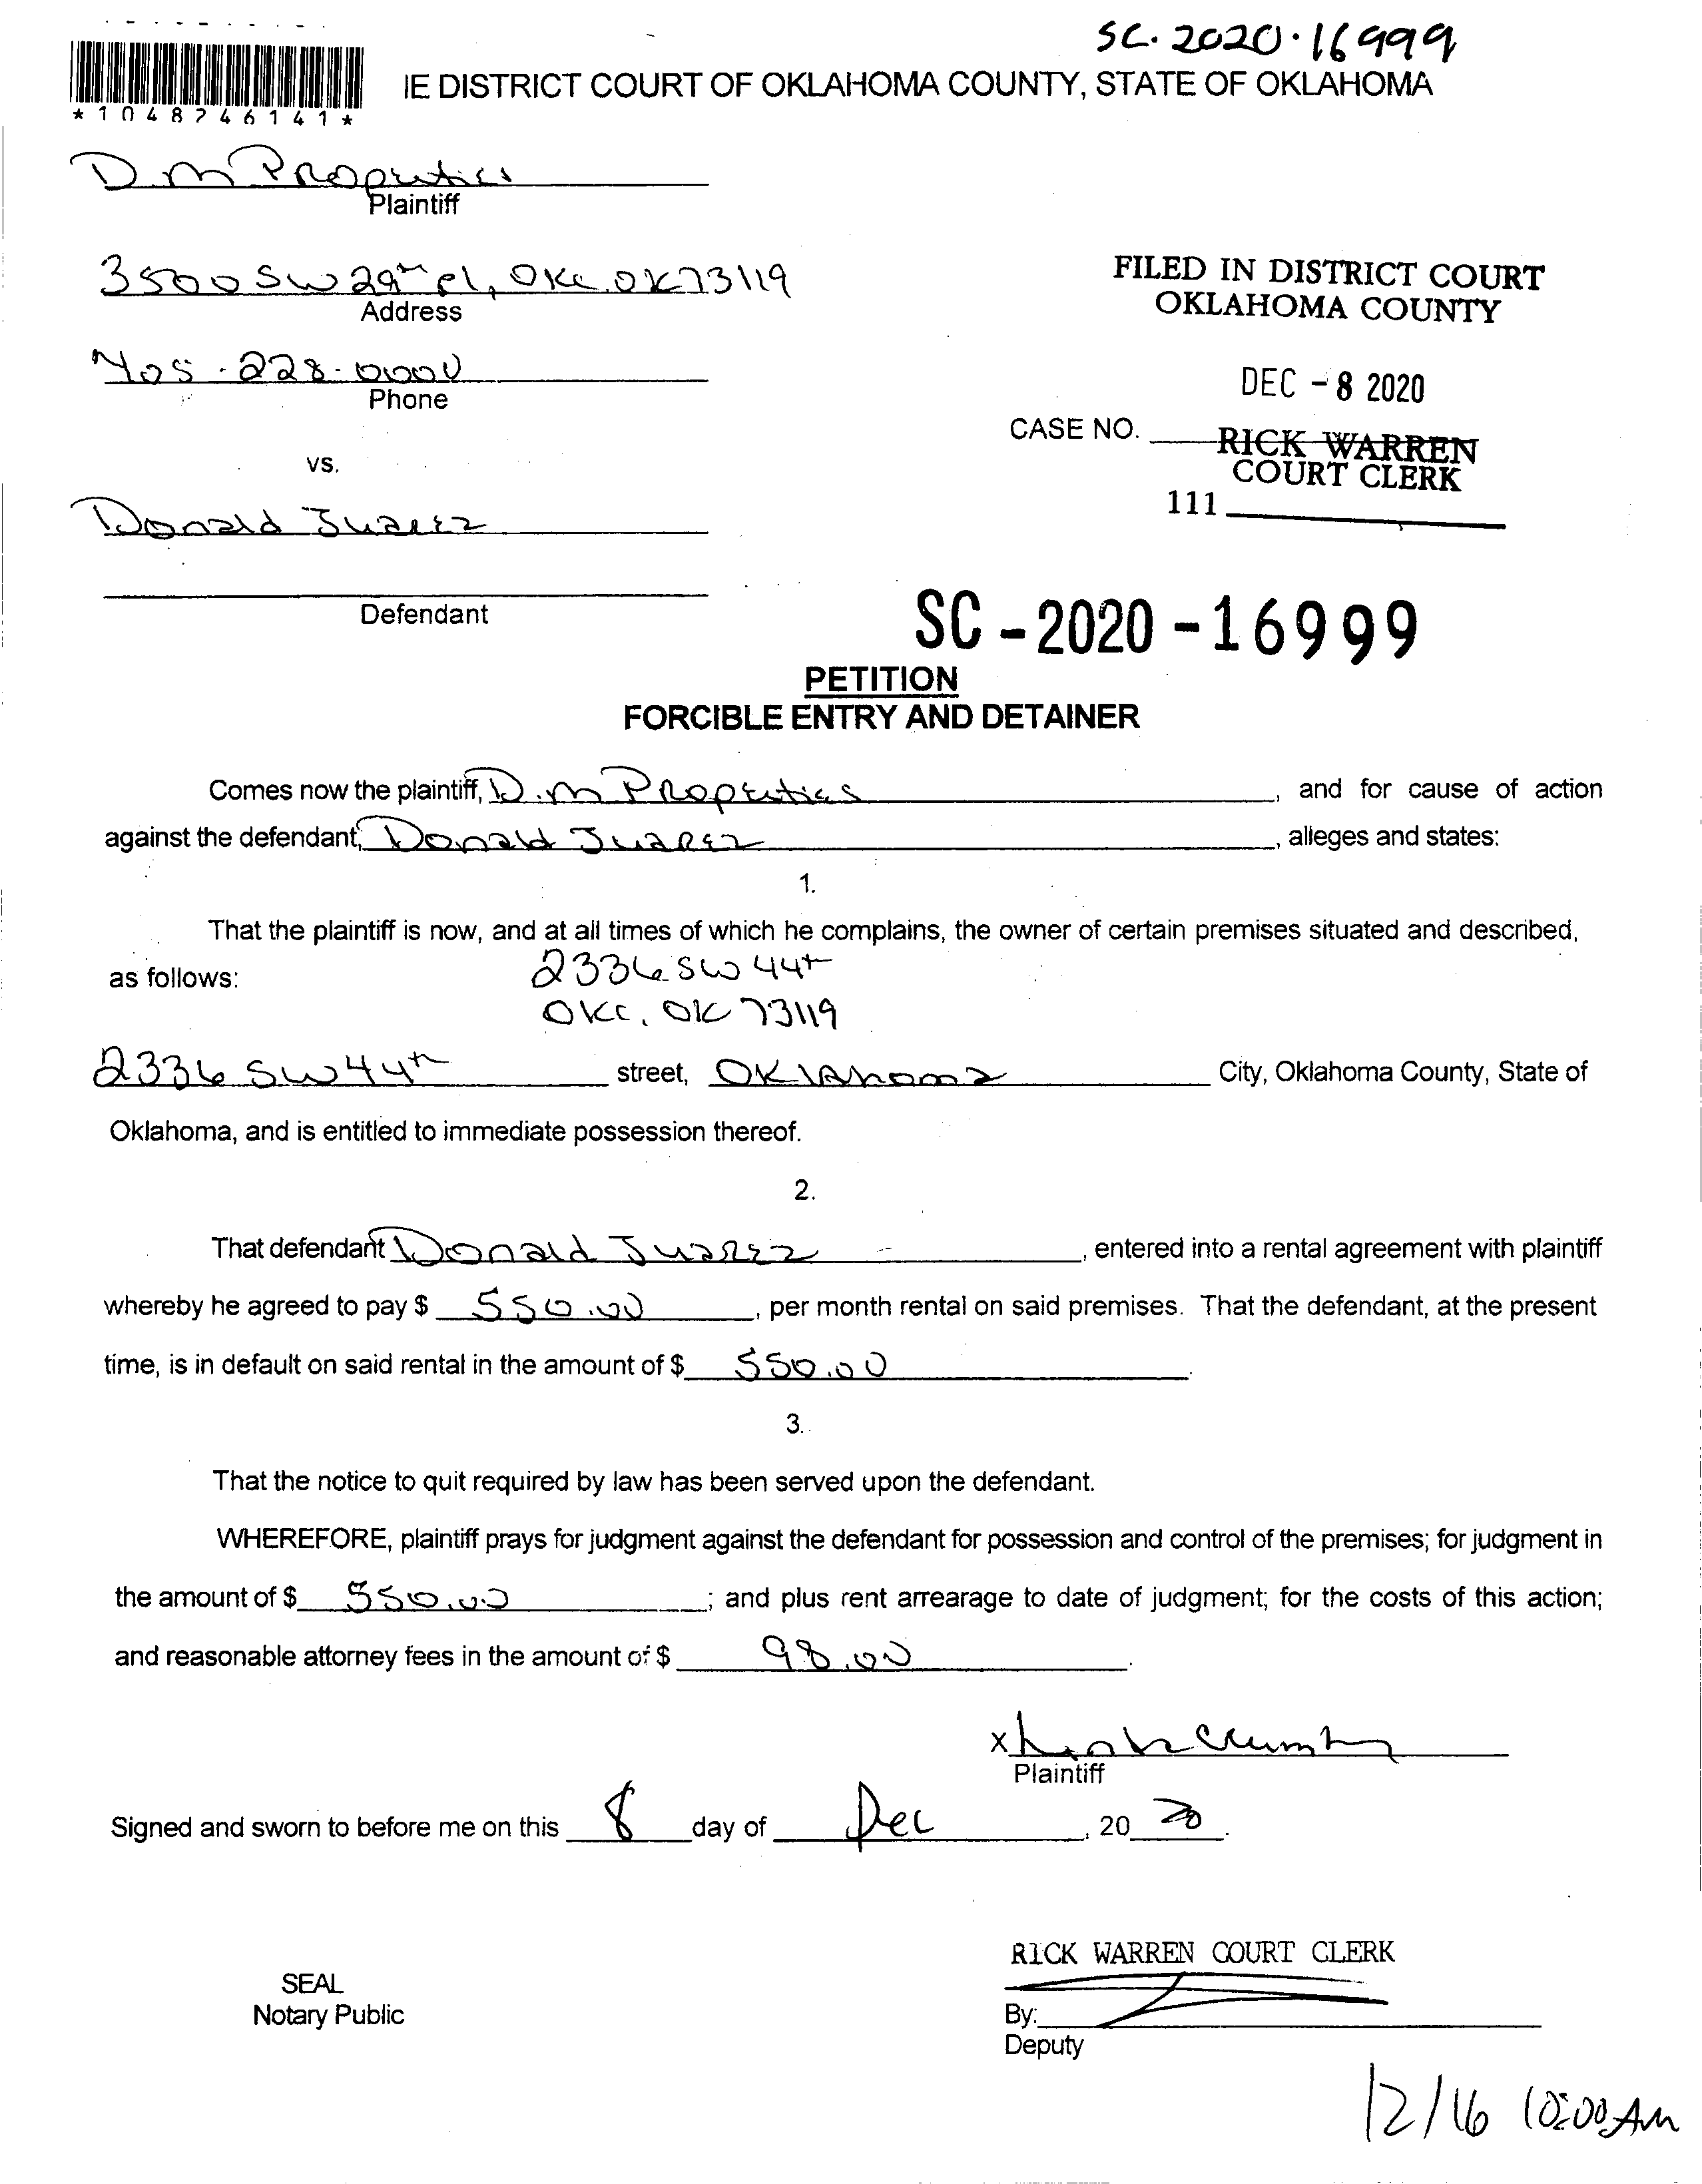 SC. 2020. 16999
IE DISTRICT COURT OF OKLAHOMA COUNTY, STATE OF OKLAHOMA
*1048246141*
D.M Properties
Plaintiff
3500 SW 29th Pl, OKC. OK 73119
Address
405-228-0000
Phone
FILED IN DISTRICT COURT
OKLAHOMA COUNTY
DEC -8 2020
CASE NO.
RICK WARREN
COURT CLERK
111
vs.
Donald Juarez
Defendant
SC-2020-16999
PETITION
FORCIBLE ENTRY AND DETAINER
Comes now the plaintiff, D.M Properties, and for cause of action
against the defendant, Donald Juarez, alleges and states:
1.
That the plaintiff is now, and at all times of which he complains, the owner of certain premises situated and described,
as follows: 2336 SW 44th
OKC, OK 73119
2336 SW 44th street, Oklahoma City, Oklahoma County, State of
Oklahoma, and is entitled to immediate possession thereof.
2.
That defendant Donald Juarez, entered into a rental agreement with plaintiff
whereby he agreed to pay $ 550.00, per month rental on said premises. That the defendant, at the present
time, is in default on said rental in the amount of $ 550.00.
3.
That the notice to quit required by law has been served upon the defendant.
WHEREFORE, plaintiff prays for judgment against the defendant for possession and control of the premises; for judgment in
the amount of $ 550.00; and plus rent arrearage to date of judgment; for the costs of this action;
and reasonable attorney fees in the amount of $ 98.00.
x
Plaintiff
Signed and sworn to before me on this 8 day of Dec, 20 20.
RICK WARREN COURT CLERK
SEAL
Notary Public
By:
Deputy
12/16 10:00 AM